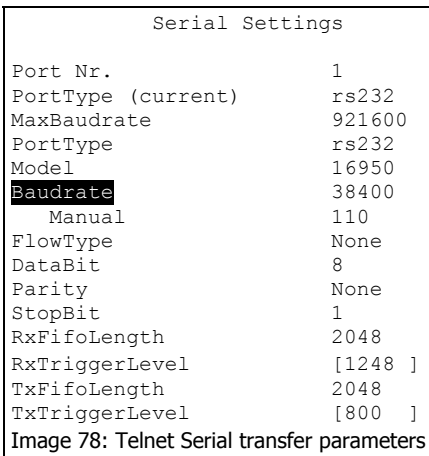 Serial Settings
Port Nr. 1
PortType (current) rs232
MaxBaudrate 921600
PortType rs232
Model 16950
Baudrate 38400
Manual 110
FlowType None
DataBit 8
Parity None
StopBit 1
RxFifoLength 2048
RxTriggerLevel [1248 ]
TxFifoLength 2048
TxTriggerLevel [800 ]
Image 78: Telnet Serial transfer parameters